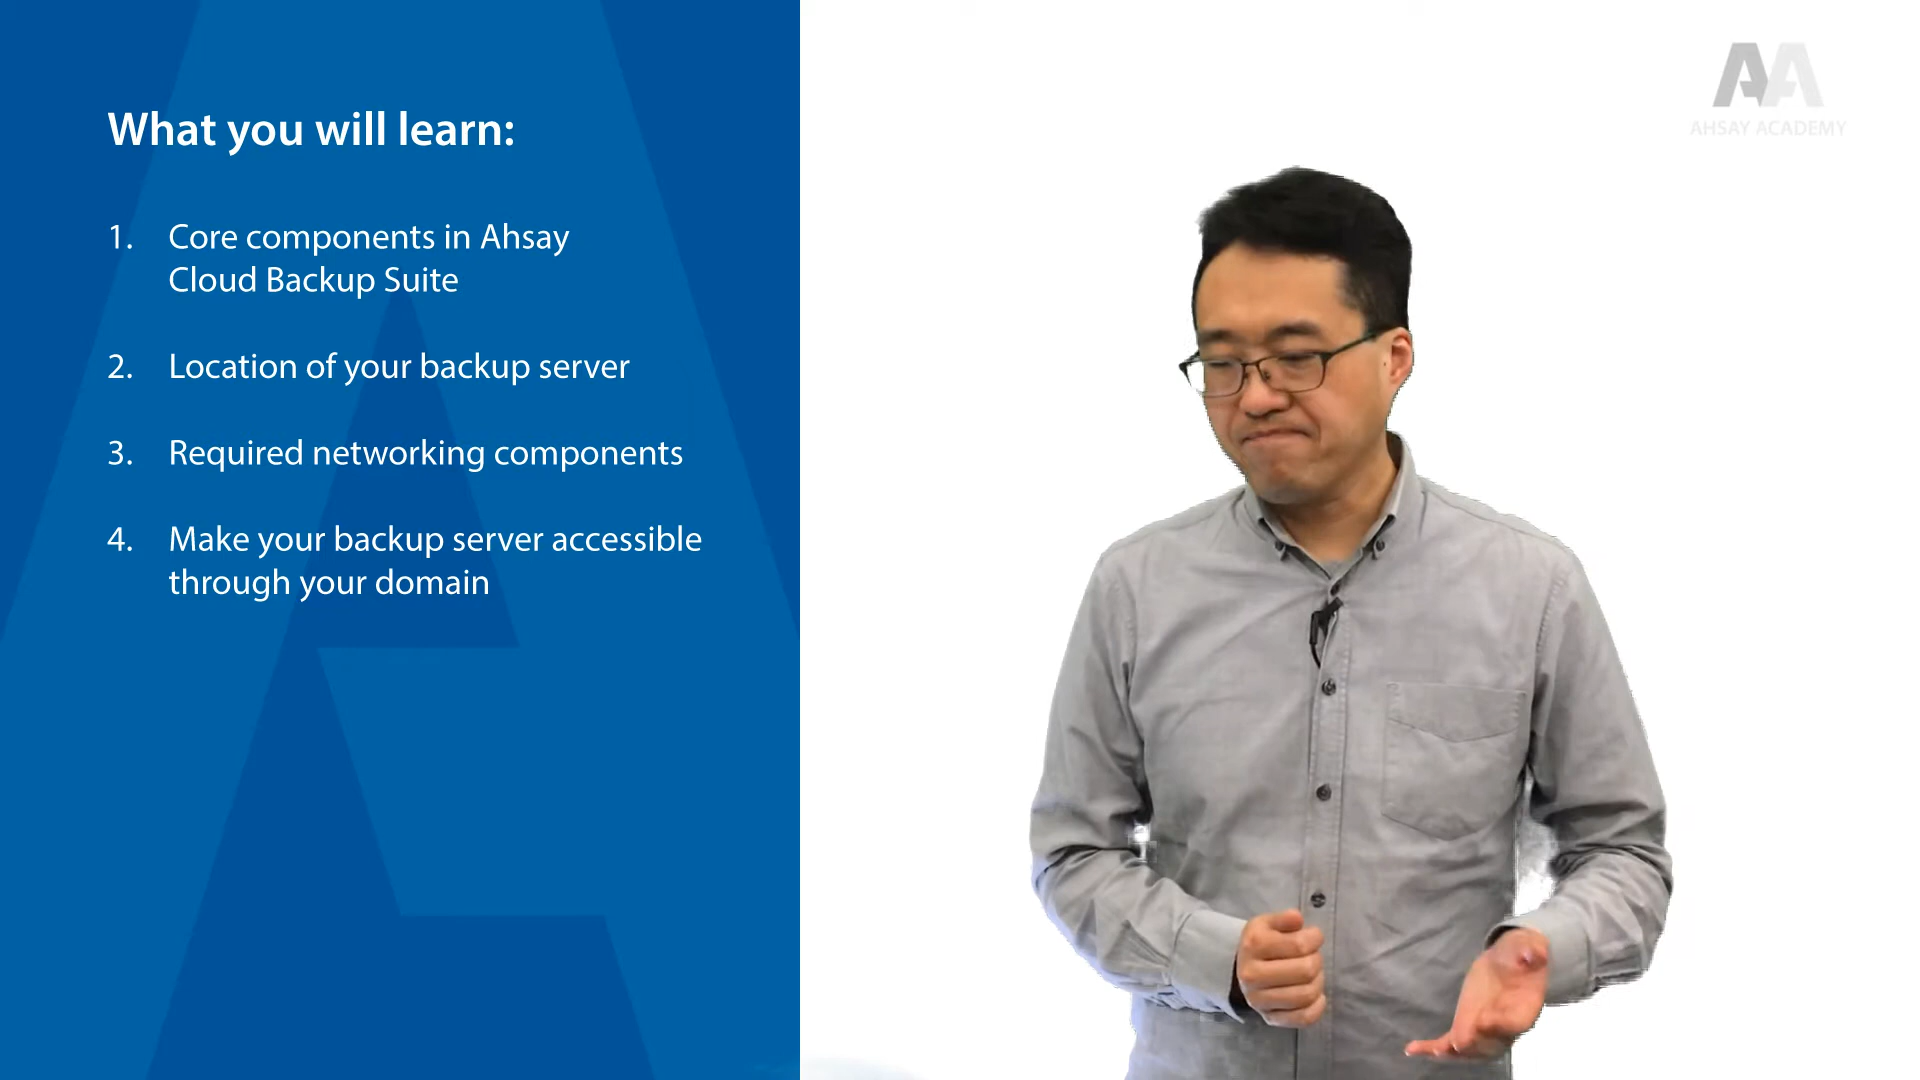 What you will learn:
1. Core components in Ahsay
Cloud Backup Suite
2. Location of your backup server
3. Required networking components
4. Make your backup server accessible
through your domain
AA
AHSAY ACADEMY